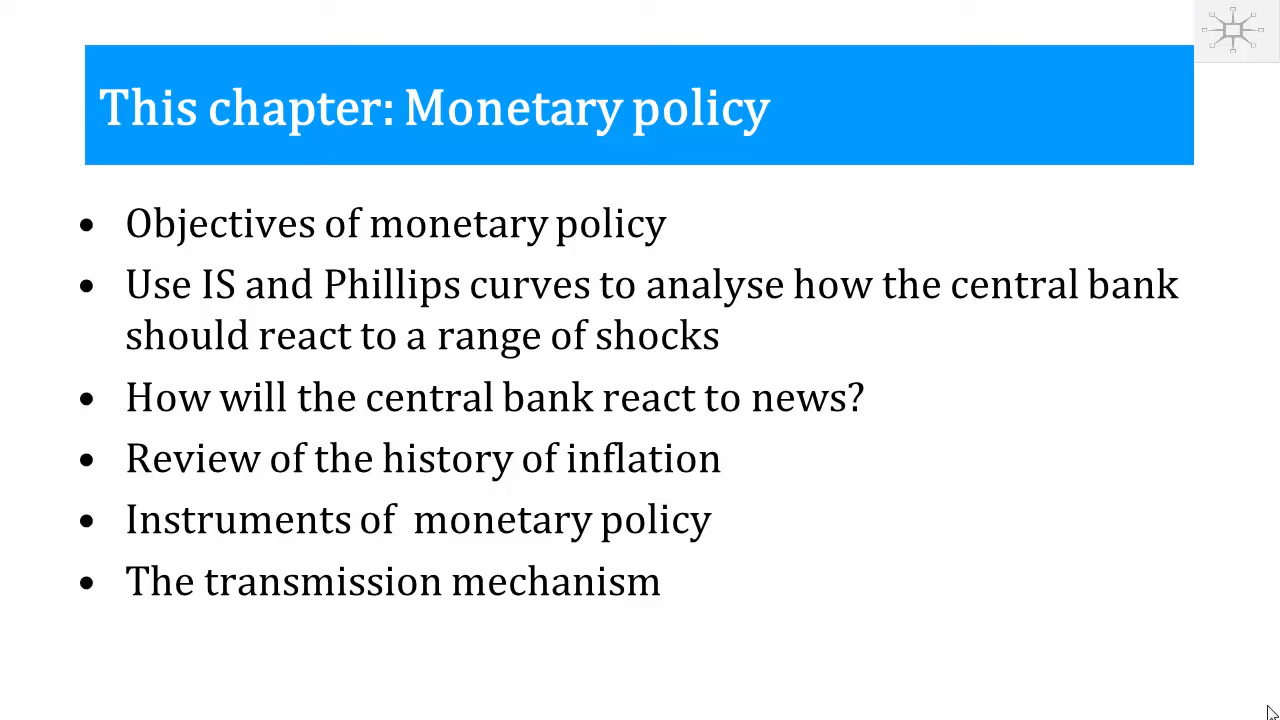 This chapter: Monetary policy
• Objectives of monetary policy
• Use IS and Phillips curves to analyse how the central bank
should react to a range of shocks
• How will the central bank react to news?
• Review of the history of inflation
• Instruments of  monetary policy
• The transmission mechanism